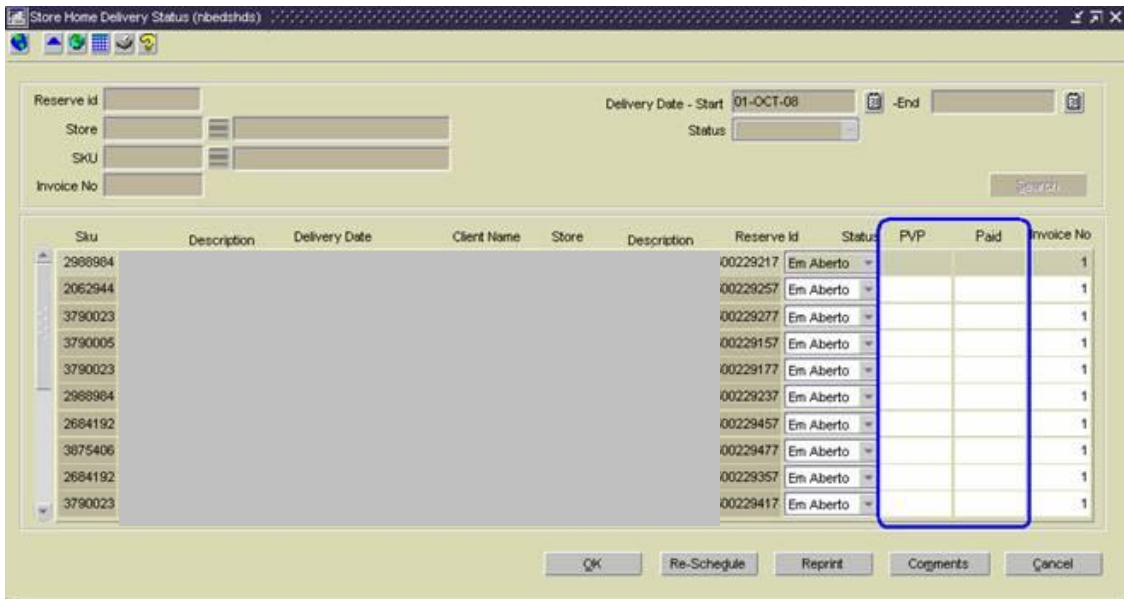 Store Home Delivery Status (nbedshds)
Reserve id Delivery Date - Start 01-OCT-08 -End
Store Status
SKU
Invoice No Search
Sku Description Delivery Date Client Name Store Description Reserve Id Status PVP Paid Invoice No
2988984 00229217 Em Aberto 1
2062944 00229257 Em Aberto 1
3790023 00229277 Em Aberto 1
3790005 00229157 Em Aberto 1
3790023 00229177 Em Aberto 1
2988984 00229237 Em Aberto 1
2684192 00229457 Em Aberto 1
3875406 00229477 Em Aberto 1
2684192 00229357 Em Aberto 1
3790023 00229417 Em Aberto 1
OK Re-Schedule Reprint Comments Cancel